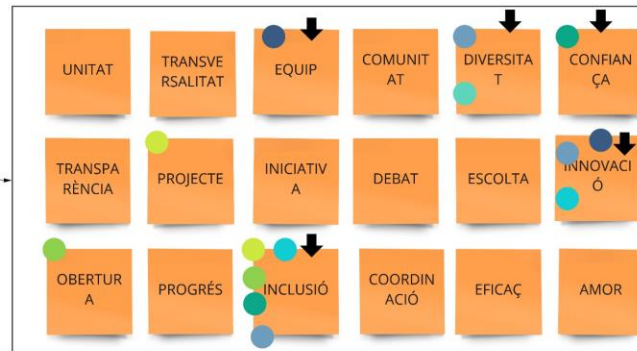 UNITAT
TRANSVE
RSALITAT
EQUIP
COMUNIT
AT
DIVERSITA
T
CONFIAN
ÇA
TRANSPA
RÈNCIA
PROJECTE
INICIATIV
A
DEBAT
ESCOLTA
INNOVACI
Ó
OBERTUR
A
PROGRÉS
INCLUSIÓ
COORDIN
ACIÓ
EFICAÇ
AMOR